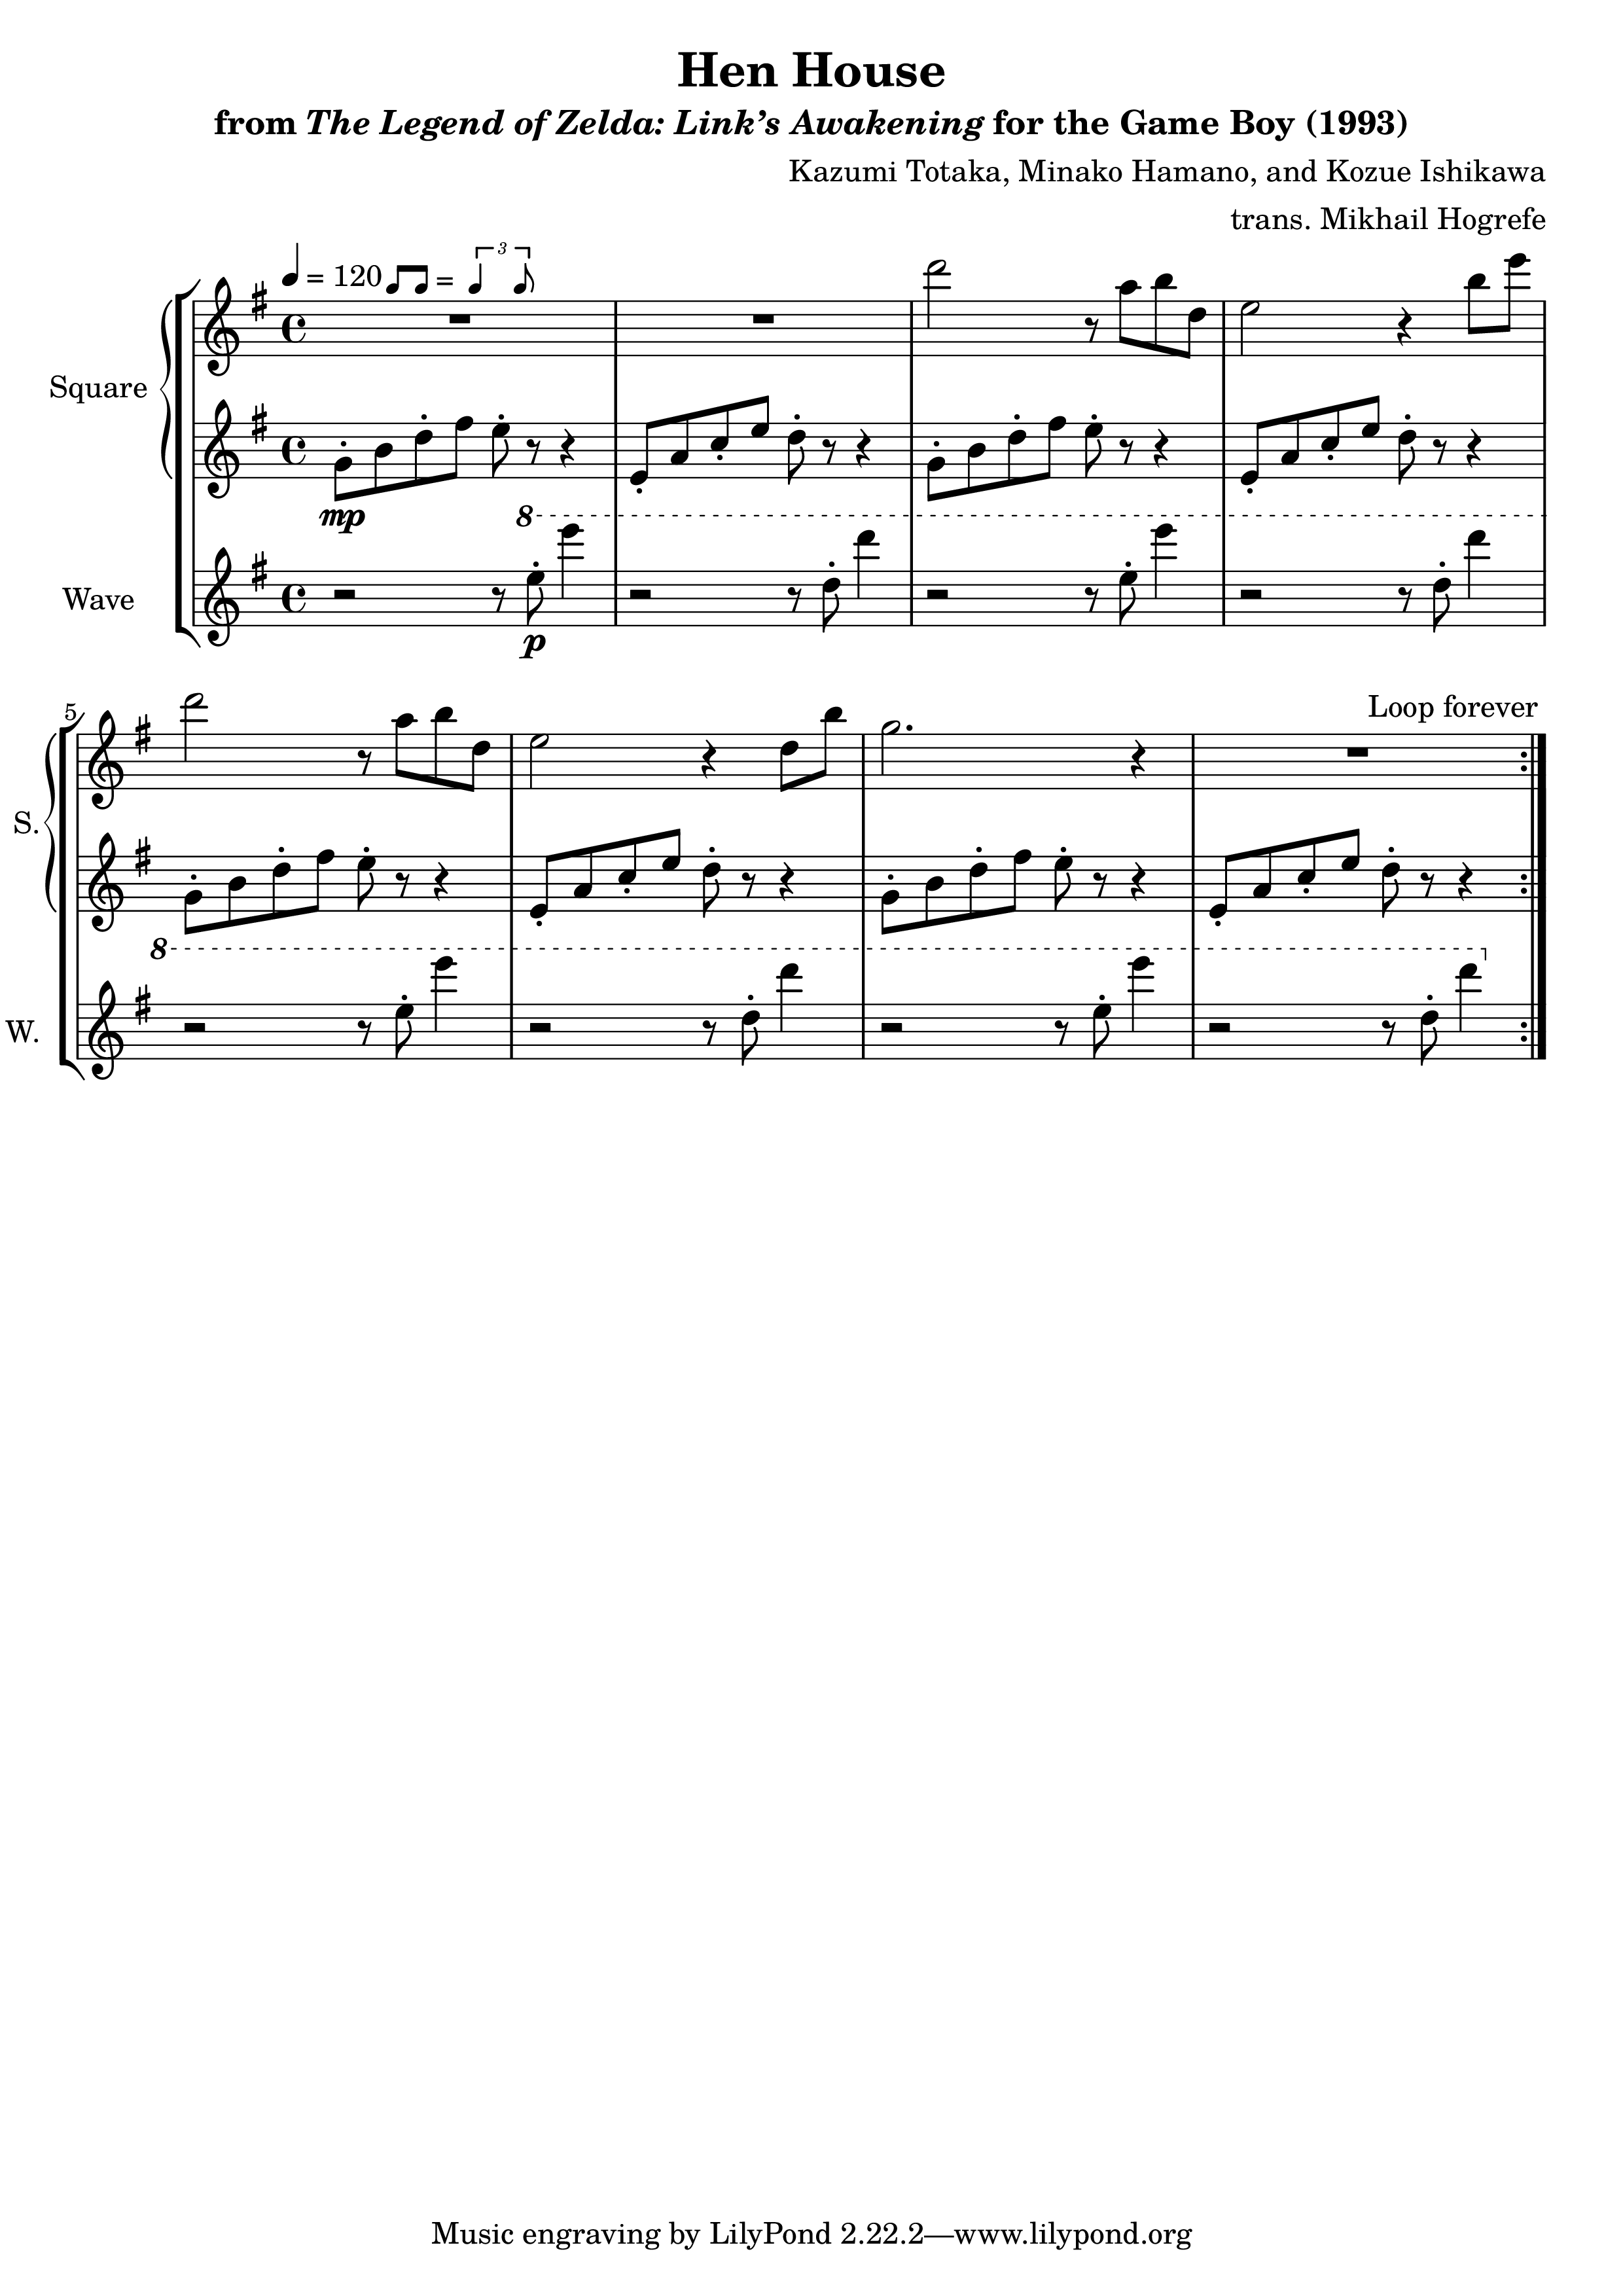 Hen House
from The Legend of Zelda: Link’s Awakening for the Game Boy (1993)
Kazumi Totaka, Minako Hamano, and Kozue Ishikawa
trans. Mikhail Hogrefe
= 120 = 3
Square
mp
8
Wave
p
5
Loop forever
S.
8
W.
Music engraving by LilyPond 2.22.2—www.lilypond.org